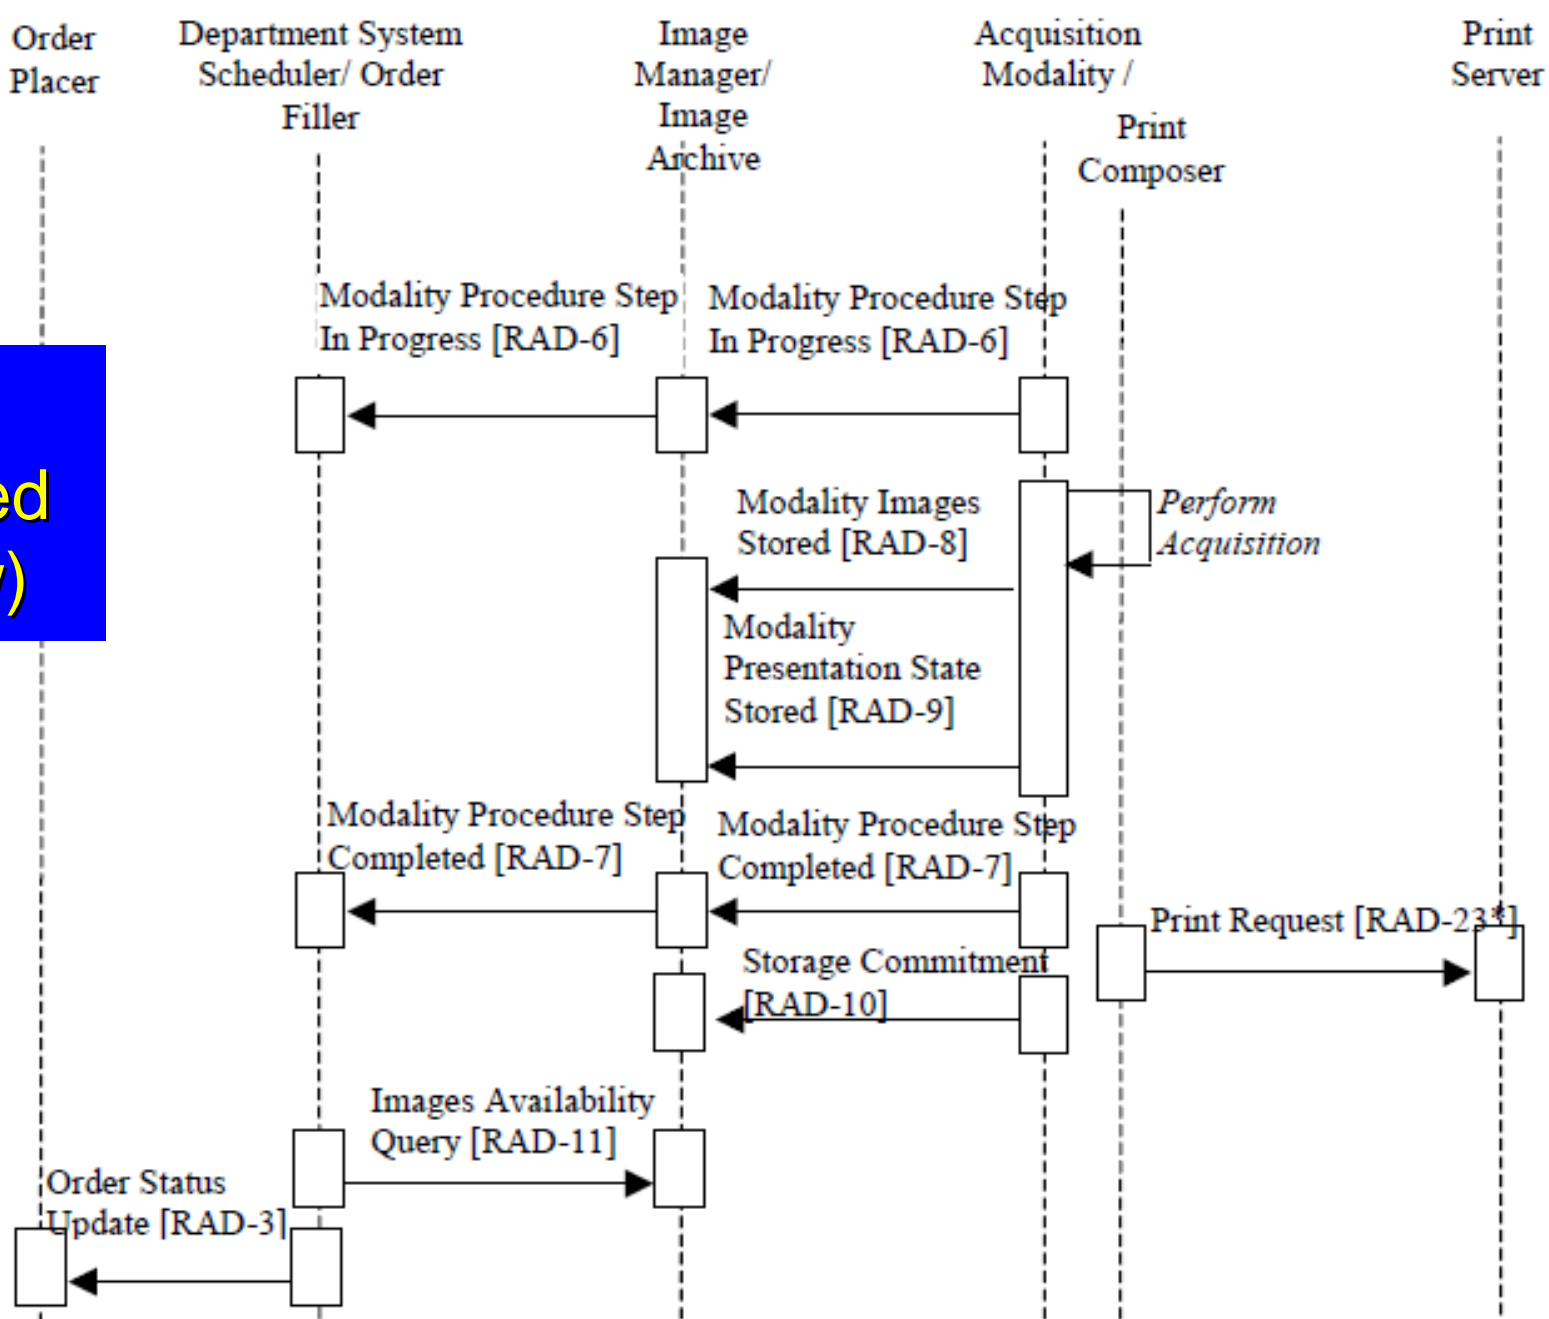 Order
Placer
Department System
Scheduler/ Order
Filler
Image
Manager/
Image
Archive
Acquisition
Modality /
Print
Composer
Print
Server
Modality Procedure Step
In Progress [RAD-6]
Modality Procedure Step
In Progress [RAD-6]
ed
)
Modality Images
Stored [RAD-8]
Perform
Acquisition
Modality
Presentation State
Stored [RAD-9]
Modality Procedure Step
Completed [RAD-7]
Modality Procedure Step
Completed [RAD-7]
Print Request [RAD-23*]
Storage Commitment
[RAD-10]
Images Availability
Query [RAD-11]
Order Status
Update [RAD-3]